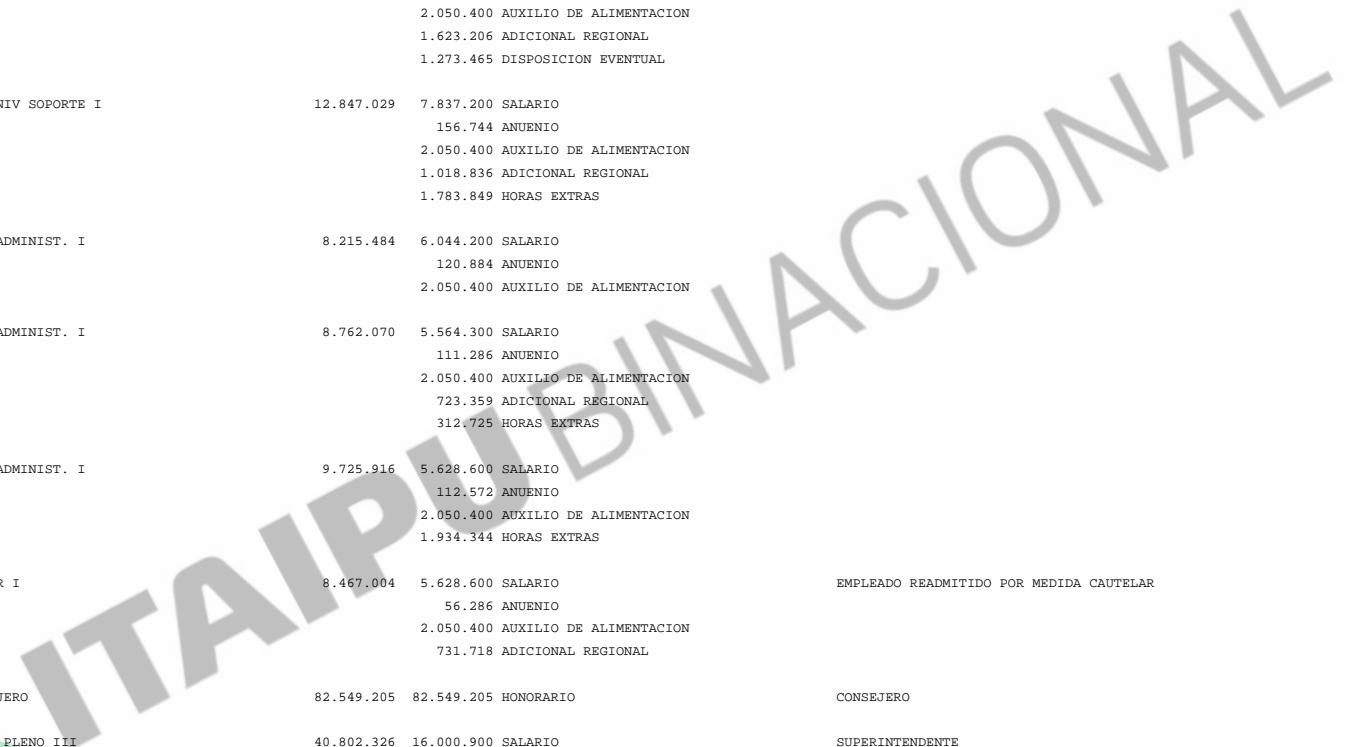 2.050.400 AUXILIO DE ALIMENTACION
1.623.206 ADICIONAL REGIONAL
1.273.465 DISPOSICION EVENTUAL
NIV SOPORTE I 12.847.029 7.837.200 SALARIO
156.744 ANUENIO
2.050.400 AUXILIO DE ALIMENTACION
1.018.836 ADICIONAL REGIONAL
1.783.849 HORAS EXTRAS
ADMINIST. I 8.215.484 6.044.200 SALARIO
120.884 ANUENIO
2.050.400 AUXILIO DE ALIMENTACION
ADMINIST. I 8.762.070 5.564.300 SALARIO
111.286 ANUENIO
2.050.400 AUXILIO DE ALIMENTACION
723.359 ADICIONAL REGIONAL
312.725 HORAS EXTRAS
ADMINIST. I 9.725.916 5.628.600 SALARIO
112.572 ANUENIO
2.050.400 AUXILIO DE ALIMENTACION
1.934.344 HORAS EXTRAS
R I 8.467.004 5.628.600 SALARIO EMPLEADO READMITIDO POR MEDIDA CAUTELAR
56.286 ANUENIO
2.050.400 AUXILIO DE ALIMENTACION
731.718 ADICIONAL REGIONAL
JERO 82.549.205 82.549.205 HONORARIO CONSEJERO
PLENO III 40.802.326 16.000.900 SALARIO SUPERINTENDENTE
ITAIPU BINACIONAL